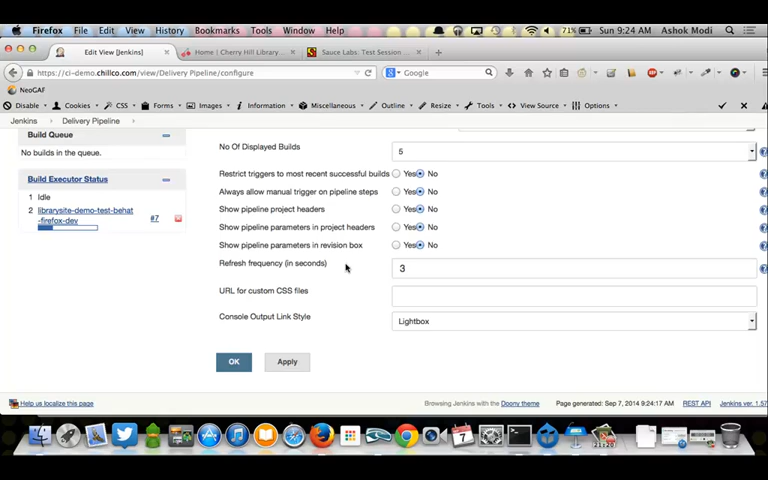 Firefox File Edit View History Bookmarks Tools Window Help 71% Sun 9:24 AM Ashok Modi
Edit View [Jenkins] Home | Cherry Hill Library... Sauce Labs: Test Session ...
https://ci-demo.chillco.com/view/Delivery Pipeline/configure Google
NeoGAF
Disable Cookies CSS Forms Images Information Miscellaneous Outline Resize Tools View Source Options
Jenkins Delivery Pipeline
Build Queue
No builds in the queue.
Build Executor Status
1 Idle
2 librarysite-demo-test-behat
-firefox-dev #7
No Of Displayed Builds 5
Restrict triggers to most recent successful builds Yes No
Always allow manual trigger on pipeline steps Yes No
Show pipeline project headers Yes No
Show pipeline parameters in project headers Yes No
Show pipeline parameters in revision box Yes No
Refresh frequency (in seconds) 3
URL for custom CSS files
Console Output Link Style Lightbox
OK Apply
Help us localize this page Browsing Jenkins with the Doony theme Page generated: Sep 7, 2014 9:24:17 AM REST API Jenkins ver. 1.57
7